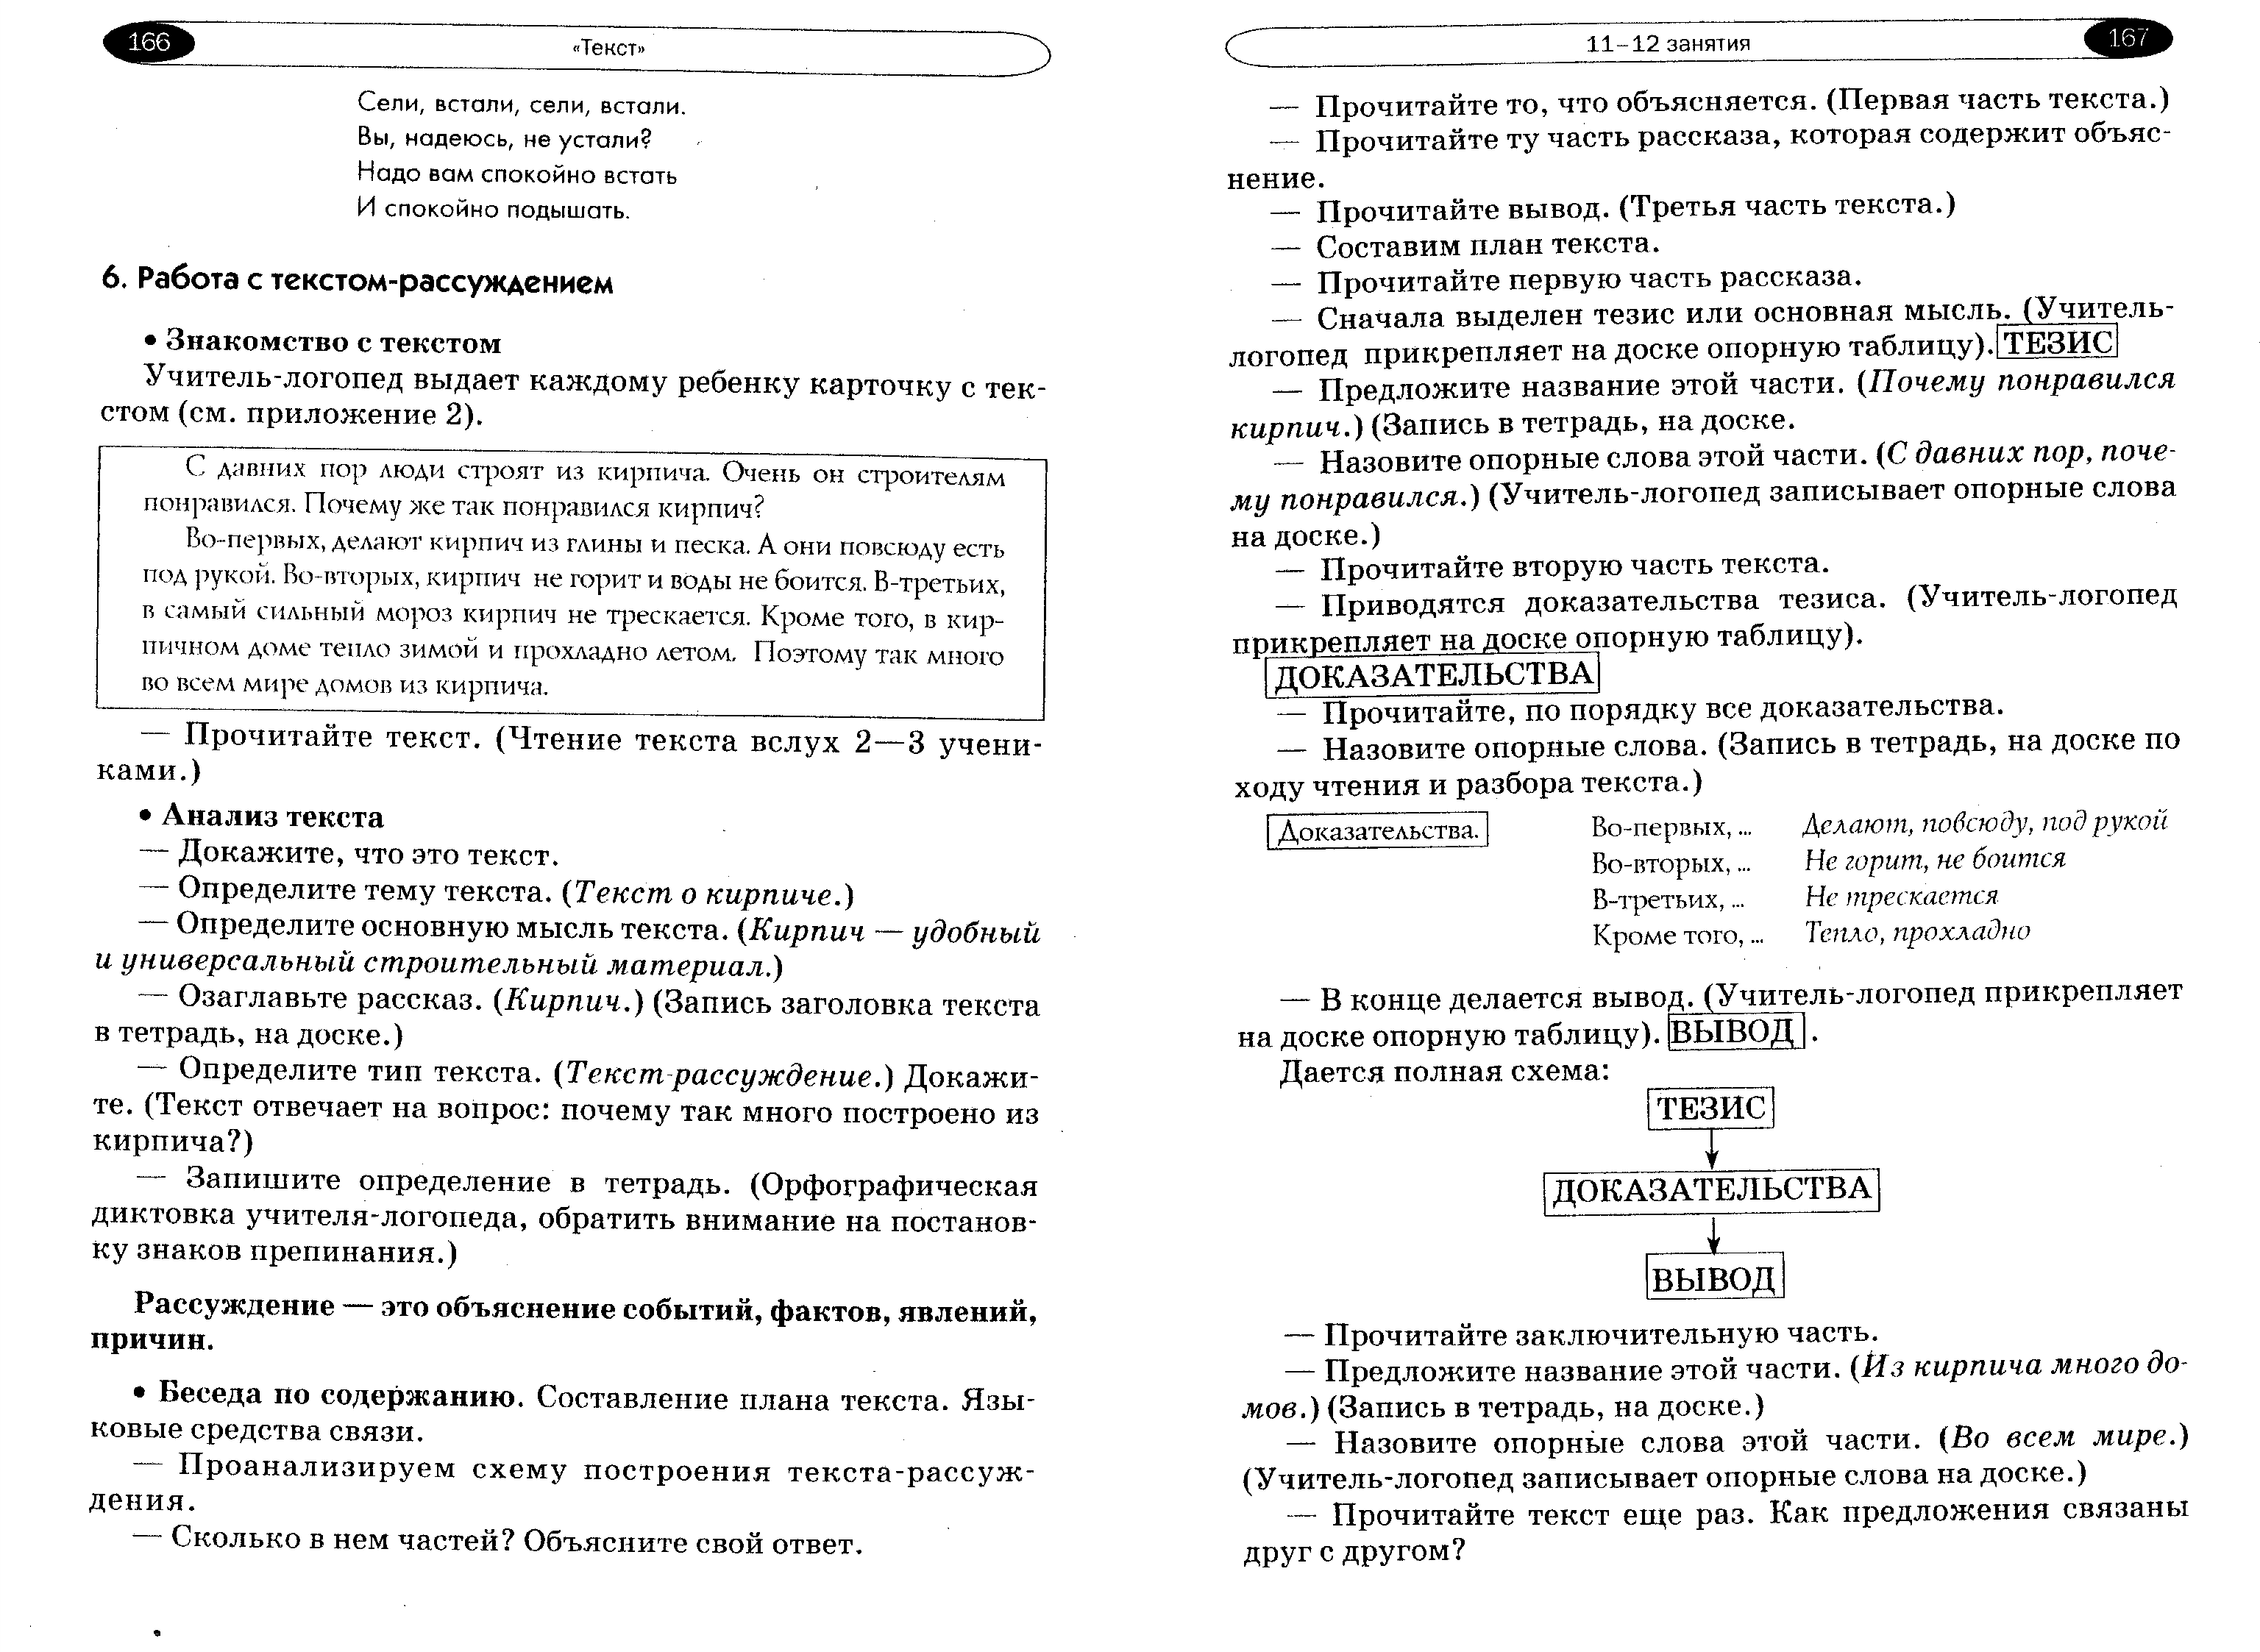 166
«Текст»
Сели, встали, сели, встали.
Вы, надеюсь, не устали?
Надо вам спокойно встать
И спокойно подышать.
6. Работа с текстом-рассуждением
• Знакомство с текстом
Учитель-логопед выдает каждому ребенку карточку с тек-
стом (см. приложение 2).
С давних пор люди строят из кирпича. Очень он строителям
понравился. Почему же так понравился кирпич?
Во-первых, делают кирпич из глины и песка. А они повсюду есть
под рукой. Во-вторых, кирпич не горит и воды не боится. В-третьих,
в самый сильный мороз кирпич не трескается. Кроме того, в кир-
пичном доме тепло зимой и прохладно летом. Поэтому так много
во всем мире домов из кирпича.
— Прочитайте текст. (Чтение текста вслух 2—3 учени-
ками.)
• Анализ текста
— Докажите, что это текст.
— Определите тему текста. (Текст о кирпиче.)
— Определите основную мысль текста. (Кирпич — удобный
и универсальный строительный материал.)
— Озаглавьте рассказ. (Кирпич.) (Запись заголовка текста
в тетрадь, на доске.)
— Определите тип текста. (Текст-рассуждение.) Докажи-
те. (Текст отвечает на вопрос: почему так много построено из
кирпича?)
— Запишите определение в тетрадь. (Орфографическая
диктовка учителя-логопеда, обратить внимание на постанов-
ку знаков препинания.)
Рассуждение — это объяснение событий, фактов, явлений,
причин.
• Беседа по содержанию. Составление плана текста. Язы-
ковые средства связи.
— Проанализируем схему построения текста-рассуж-
дения.
— Сколько в нем частей? Объясните свой ответ.
11–12 занятия
167
— Прочитайте то, что объясняется. (Первая часть текста.)
— Прочитайте ту часть рассказа, которая содержит объяс-
нение.
— Прочитайте вывод. (Третья часть текста.)
— Составим план текста.
— Прочитайте первую часть рассказа.
— Сначала выделен тезис или основная мысль. (Учитель-
логопед прикрепляет на доске опорную таблицу). ТЕЗИС
— Предложите название этой части. (Почему понравился
кирпич.) (Запись в тетрадь, на доске.
— Назовите опорные слова этой части. (С давних пор, поче-
му понравился.) (Учитель-логопед записывает опорные слова
на доске.)
— Прочитайте вторую часть текста.
— Приводятся доказательства тезиса. (Учитель-логопед
прикрепляет на доске опорную таблицу).
ДОКАЗАТЕЛЬСТВА
— Прочитайте, по порядку все доказательства.
— Назовите опорные слова. (Запись в тетрадь, на доске по
ходу чтения и разбора текста.)
Доказательства. Во-первых, ... Делают, повсюду, под рукой
Во-вторых, ... Не горит, не боится
В-третьих, ... Не трескается
Кроме того, ... Тепло, прохладно
— В конце делается вывод. (Учитель-логопед прикрепляет
на доске опорную таблицу). ВЫВОД .
Дается полная схема:
ТЕЗИС
ДОКАЗАТЕЛЬСТВА
ВЫВОД
— Прочитайте заключительную часть.
— Предложите название этой части. (Из кирпича много до-
мов.) (Запись в тетрадь, на доске.)
— Назовите опорные слова этой части. (Во всем мире.)
(Учитель-логопед записывает опорные слова на доске.)
— Прочитайте текст еще раз. Как предложения связаны
друг с другом?